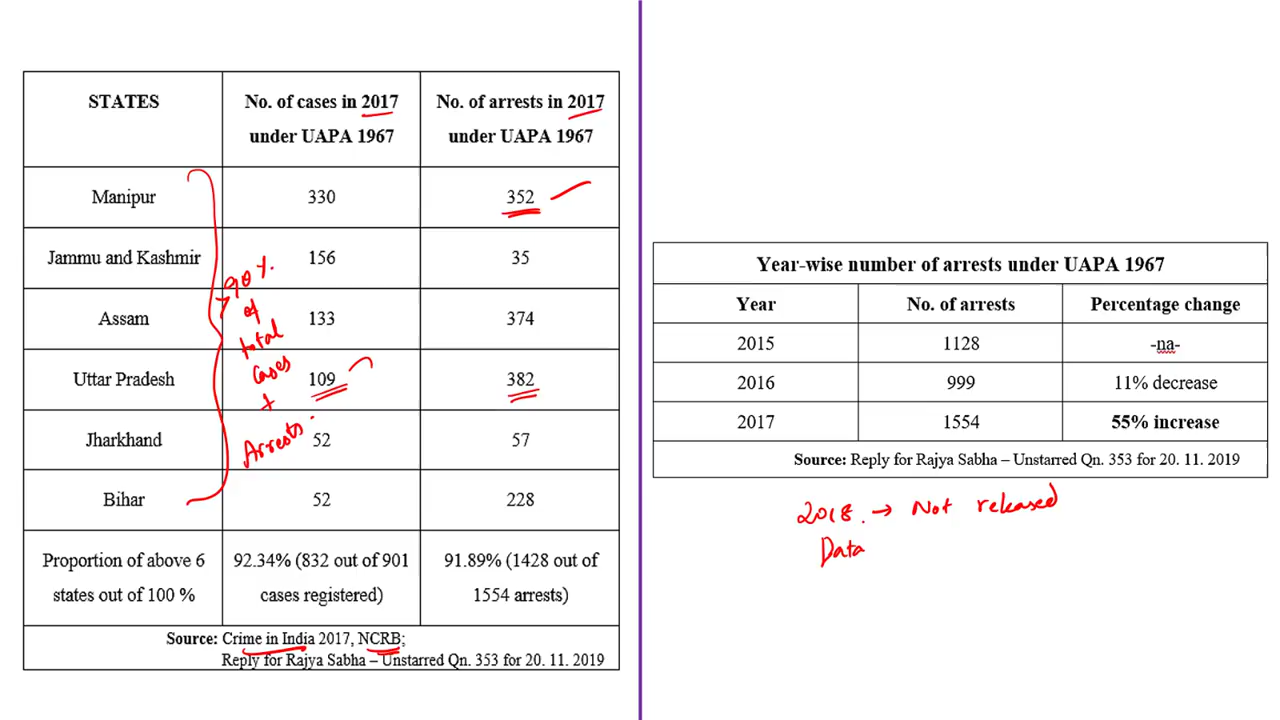 STATES
No. of cases in 2017
under UAPA 1967
No. of arrests in 2017
under UAPA 1967
Manipur 330 352
Jammu and Kashmir 156 35
Assam 133 374
Uttar Pradesh 109 382
Jharkhand 52 57
Bihar 52 228
Proportion of above 6
states out of 100 %
92.34% (832 out of 901
cases registered)
91.89% (1428 out of
1554 arrests)
Source: Crime in India 2017, NCRB;
Reply for Rajya Sabha – Unstarred Qn. 353 for 20. 11. 2019
> 90%
of
total
cases
+
Arrests.
Year-wise number of arrests under UAPA 1967
Year No. of arrests Percentage change
2015 1128 -na-
2016 999 11% decrease
2017 1554 55% increase
Source: Reply for Rajya Sabha – Unstarred Qn. 353 for 20. 11. 2019
2018. → Not released
Data